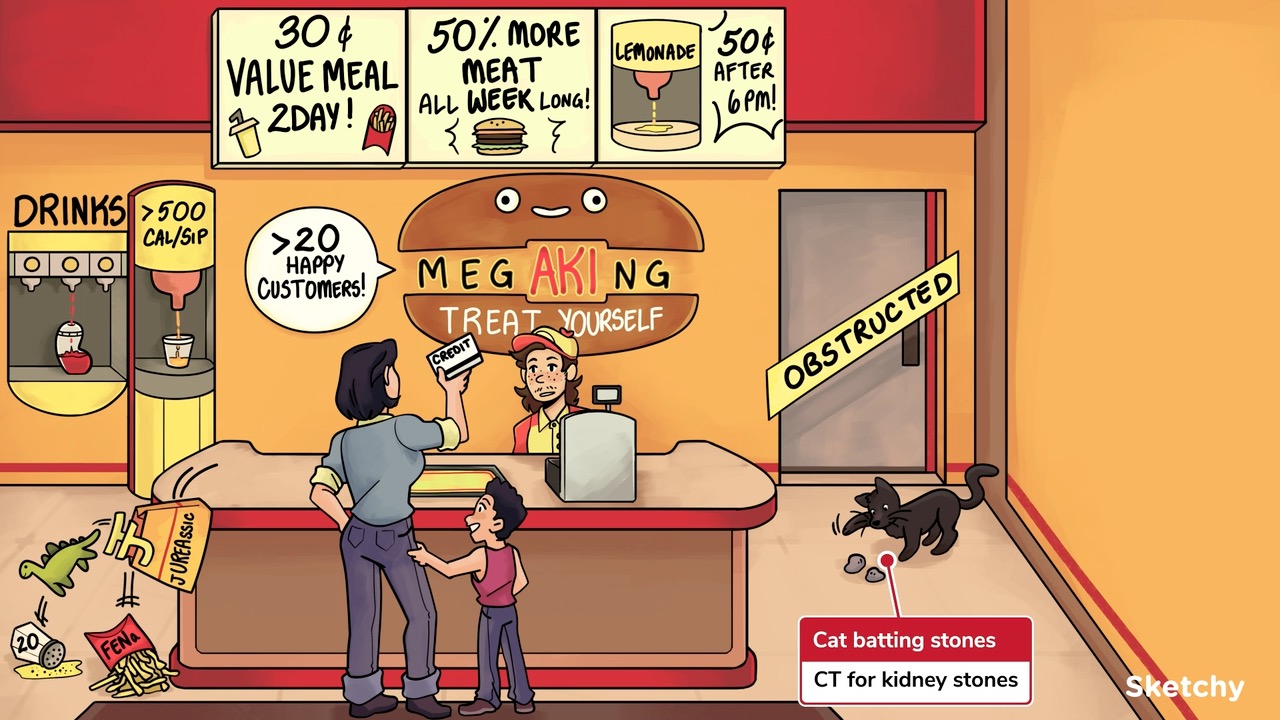 30¢
VALUE MEAL
2DAY!
50% MORE
MEAT
ALL WEEK LONG!
LEMONADE
50¢
AFTER
6PM!
DRINKS
>500
CAL/SIP
>20
HAPPY
CUSTOMERS!
MEGAKING
TREAT YOURSELF
CREDIT
OBSTRUCTED
JUREAssic
20
FENa
Cat batting stones
CT for kidney stones
Sketchy